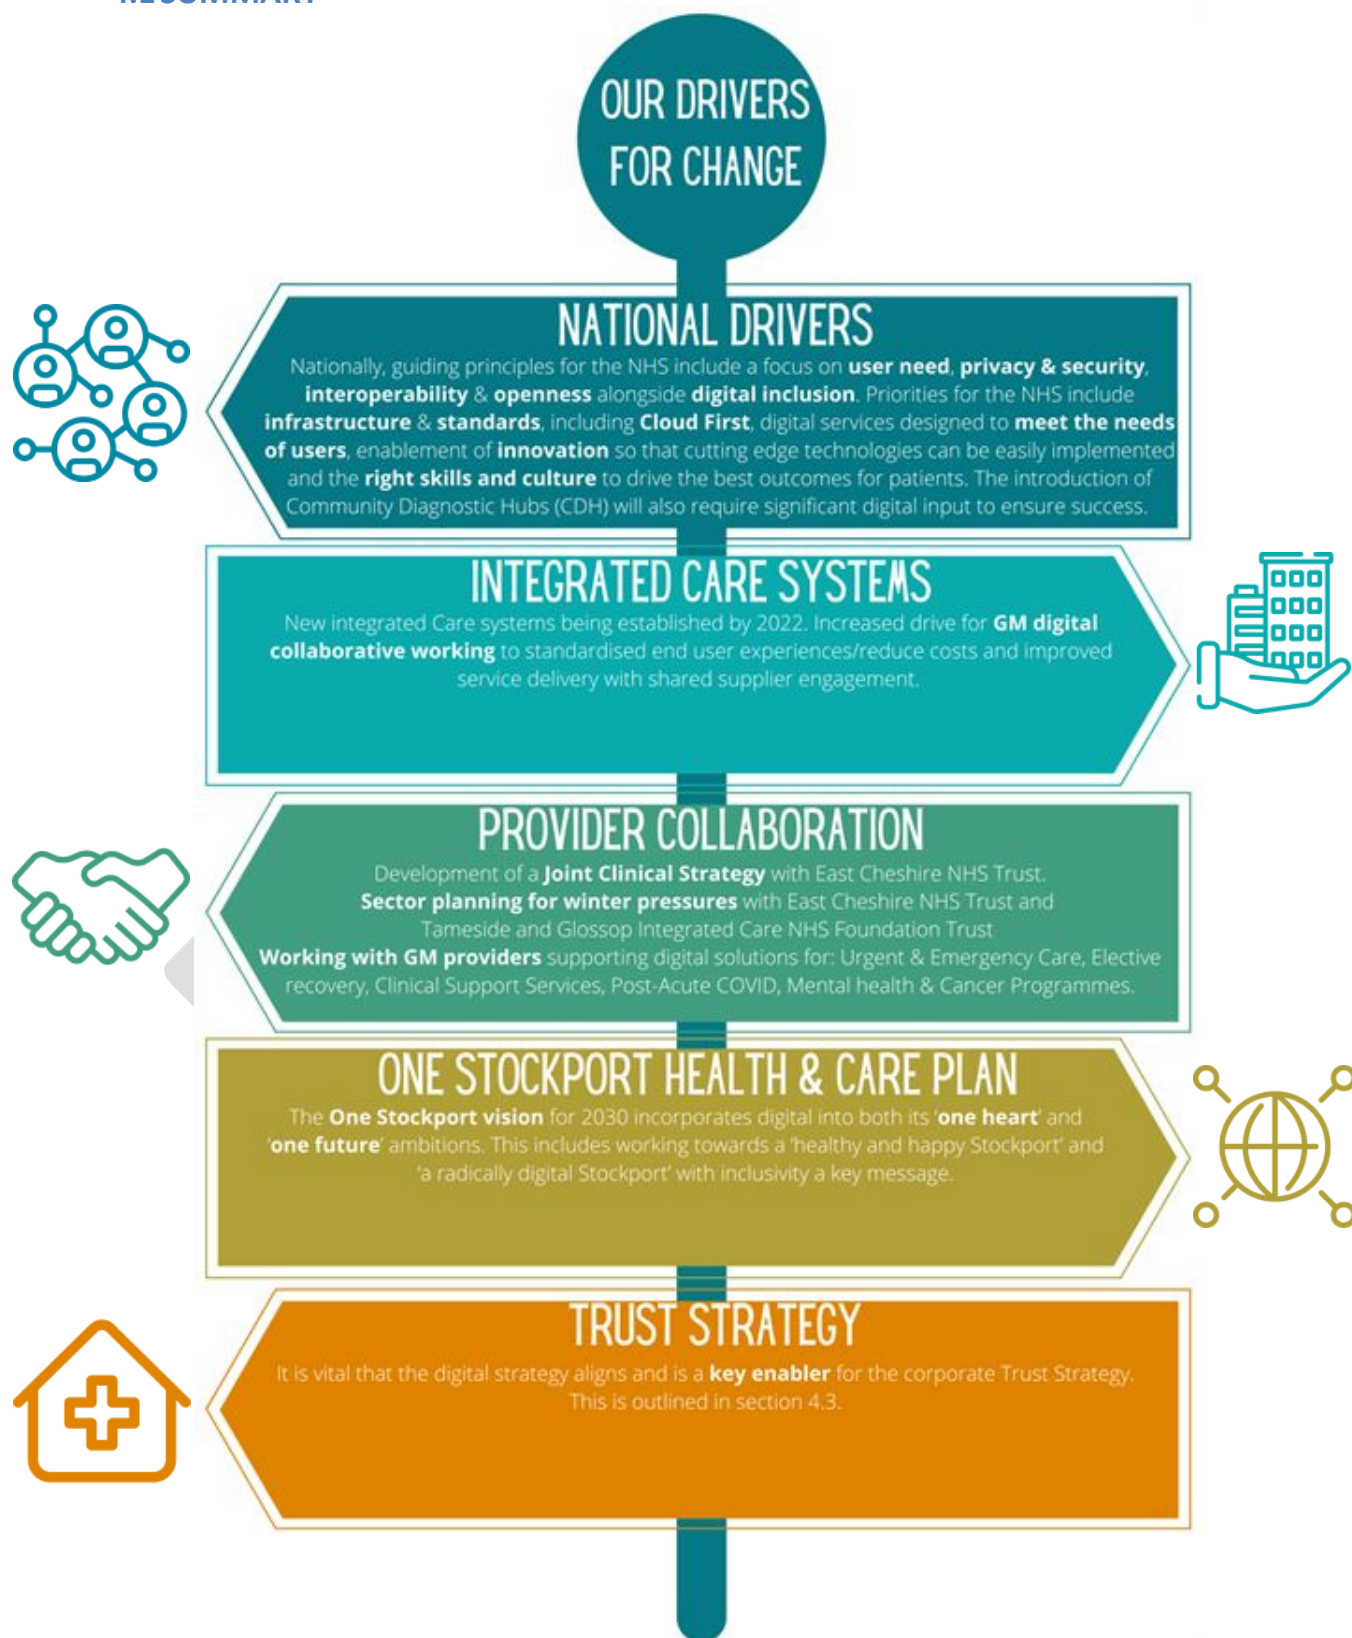 SUMMARY
OUR DRIVERS
FOR CHANGE
NATIONAL DRIVERS
Nationally, guiding principles for the NHS include a focus on user need, privacy & security,
interoperability & openness alongside digital inclusion. Priorities for the NHS include
infrastructure & standards, including Cloud First, digital services designed to meet the needs
of users, enablement of innovation so that cutting edge technologies can be easily implemented
and the right skills and culture to drive the best outcomes for patients. The introduction of
Community Diagnostic Hubs (CDH) will also require significant digital input to ensure success.
INTEGRATED CARE SYSTEMS
New integrated Care systems being established by 2022. Increased drive for GM digital
collaborative working to standardised end user experiences/reduce costs and improved
service delivery with shared supplier engagement.
PROVIDER COLLABORATION
Development of a Joint Clinical Strategy with East Cheshire NHS Trust.
Sector planning for winter pressures with East Cheshire NHS Trust and
Tameside and Glossop Integrated Care NHS Foundation Trust
Working with GM providers supporting digital solutions for: Urgent & Emergency Care, Elective
recovery, Clinical Support Services, Post-Acute COVID, Mental health & Cancer Programmes.
ONE STOCKPORT HEALTH & CARE PLAN
The One Stockport vision for 2030 incorporates digital into both its 'one heart' and
'one future' ambitions. This includes working towards a 'healthy and happy Stockport' and
'a radically digital Stockport' with inclusivity a key message.
TRUST STRATEGY
It is vital that the digital strategy aligns and is a key enabler for the corporate Trust Strategy.
This is outlined in section 4.3.